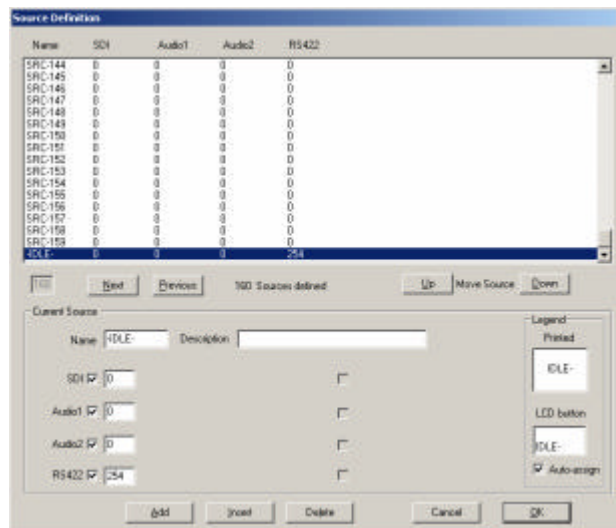 Source Definition
Name SDI Audio1 Audio2 RS422
SRC-144 0 0 0 0
SRC-145 0 0 0 0
SRC-146 0 0 0 0
SRC-147 0 0 0 0
SRC-148 0 0 0 0
SRC-149 0 0 0 0
SRC-150 0 0 0 0
SRC-151 0 0 0 0
SRC-152 0 0 0 0
SRC-153 0 0 0 0
SRC-154 0 0 0 0
SRC-155 0 0 0 0
SRC-156 0 0 0 0
SRC-157 0 0 0 0
SRC-158 0 0 0 0
SRC-159 0 0 0 0
-IDLE- 0 0 0 254
160 Next Previous 160 Sources defined Up Move Source Down
Current Source
Name -IDLE- Description
SDI 0
Audio1 0
Audio2 0
RS422 254
Legend
Printed
IDLE-
LCD button
IDLE-
Auto-assign
Add Insert Delete Cancel OK